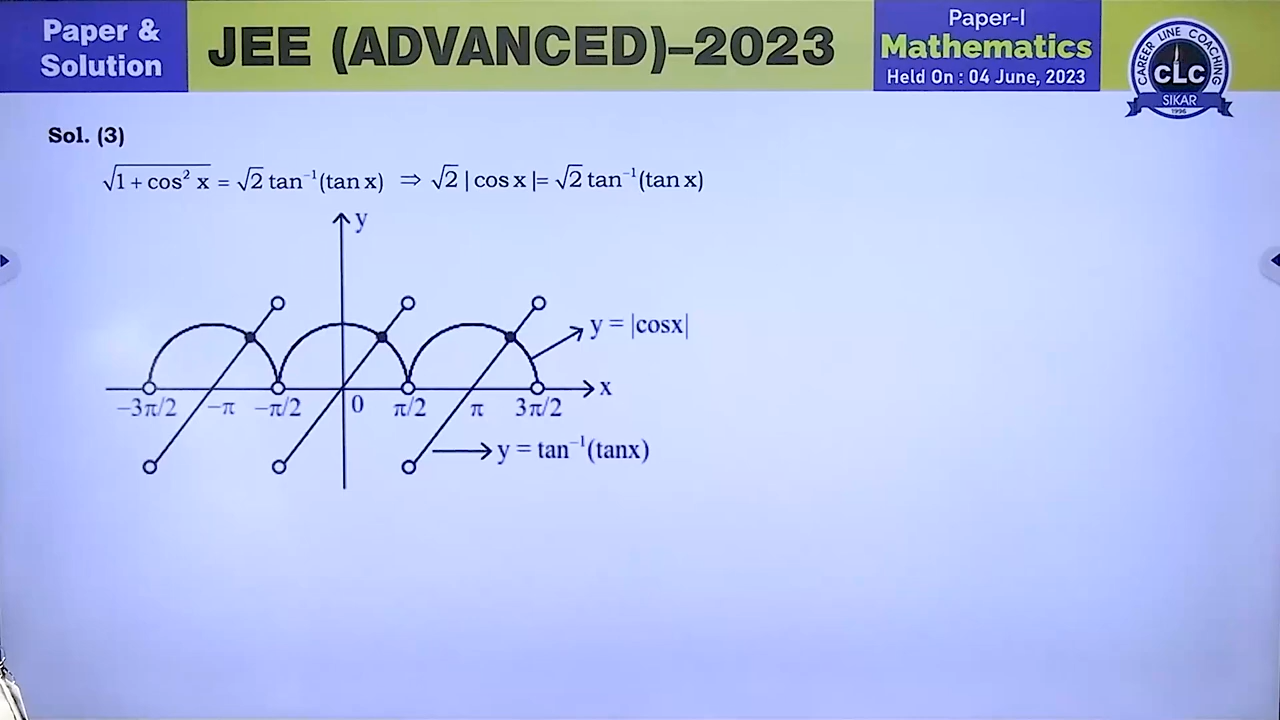 Paper &
Solution
JEE (ADVANCED)–2023
Paper-I
Mathematics
Held On : 04 June, 2023
CAREER LINE COACHING
CLC
SIKAR
1996
Sol. (3)
√1 + cos² x = √2 tan⁻¹(tan x) ⇒ √2 | cos x |= √2 tan⁻¹(tan x)
y
y = |cosx|
x
−3π/2 −π −π/2 0 π/2 π 3π/2
y = tan⁻¹(tanx)